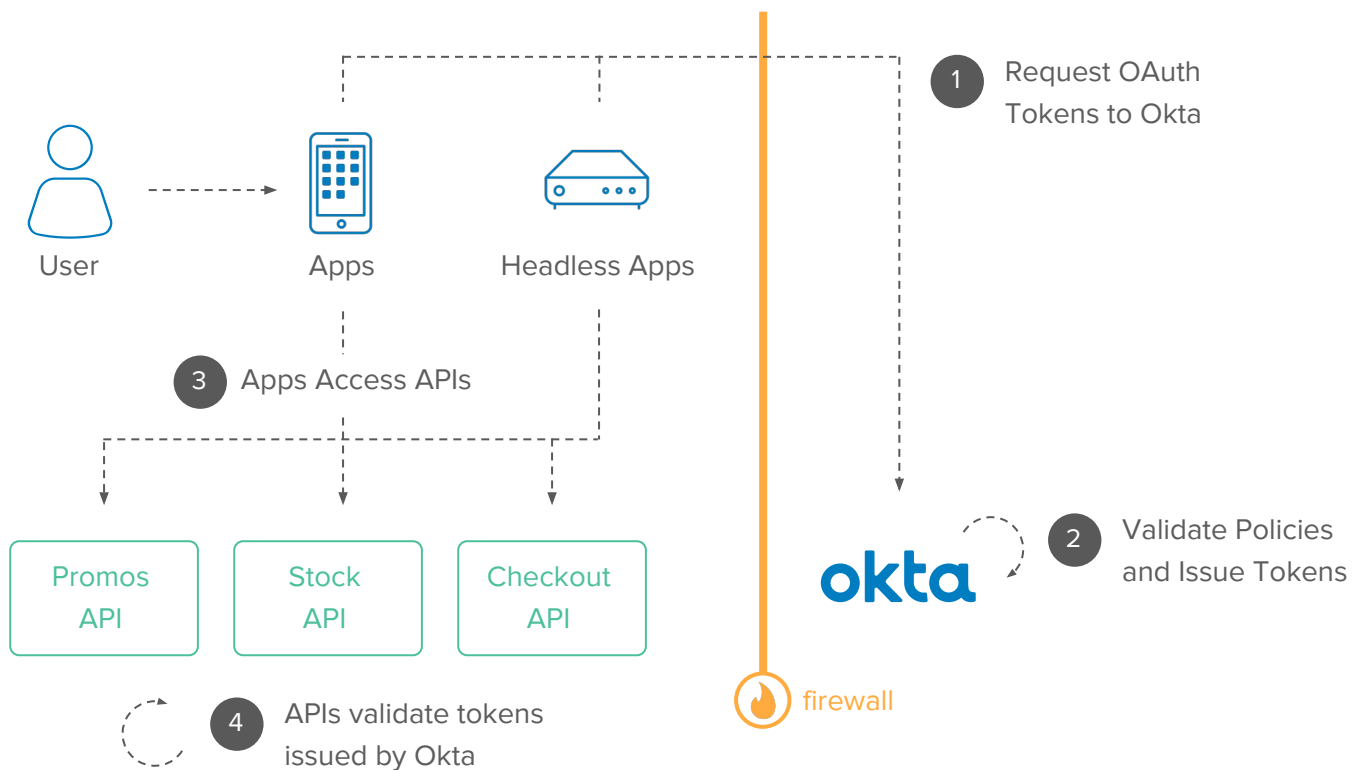 1
Request OAuth
Tokens to Okta
User
Apps
Headless Apps
3
Apps Access APIs
Promos
API
Stock
API
Checkout
API
okta
2
Validate Policies
and Issue Tokens
firewall
4
APIs validate tokens
issued by Okta